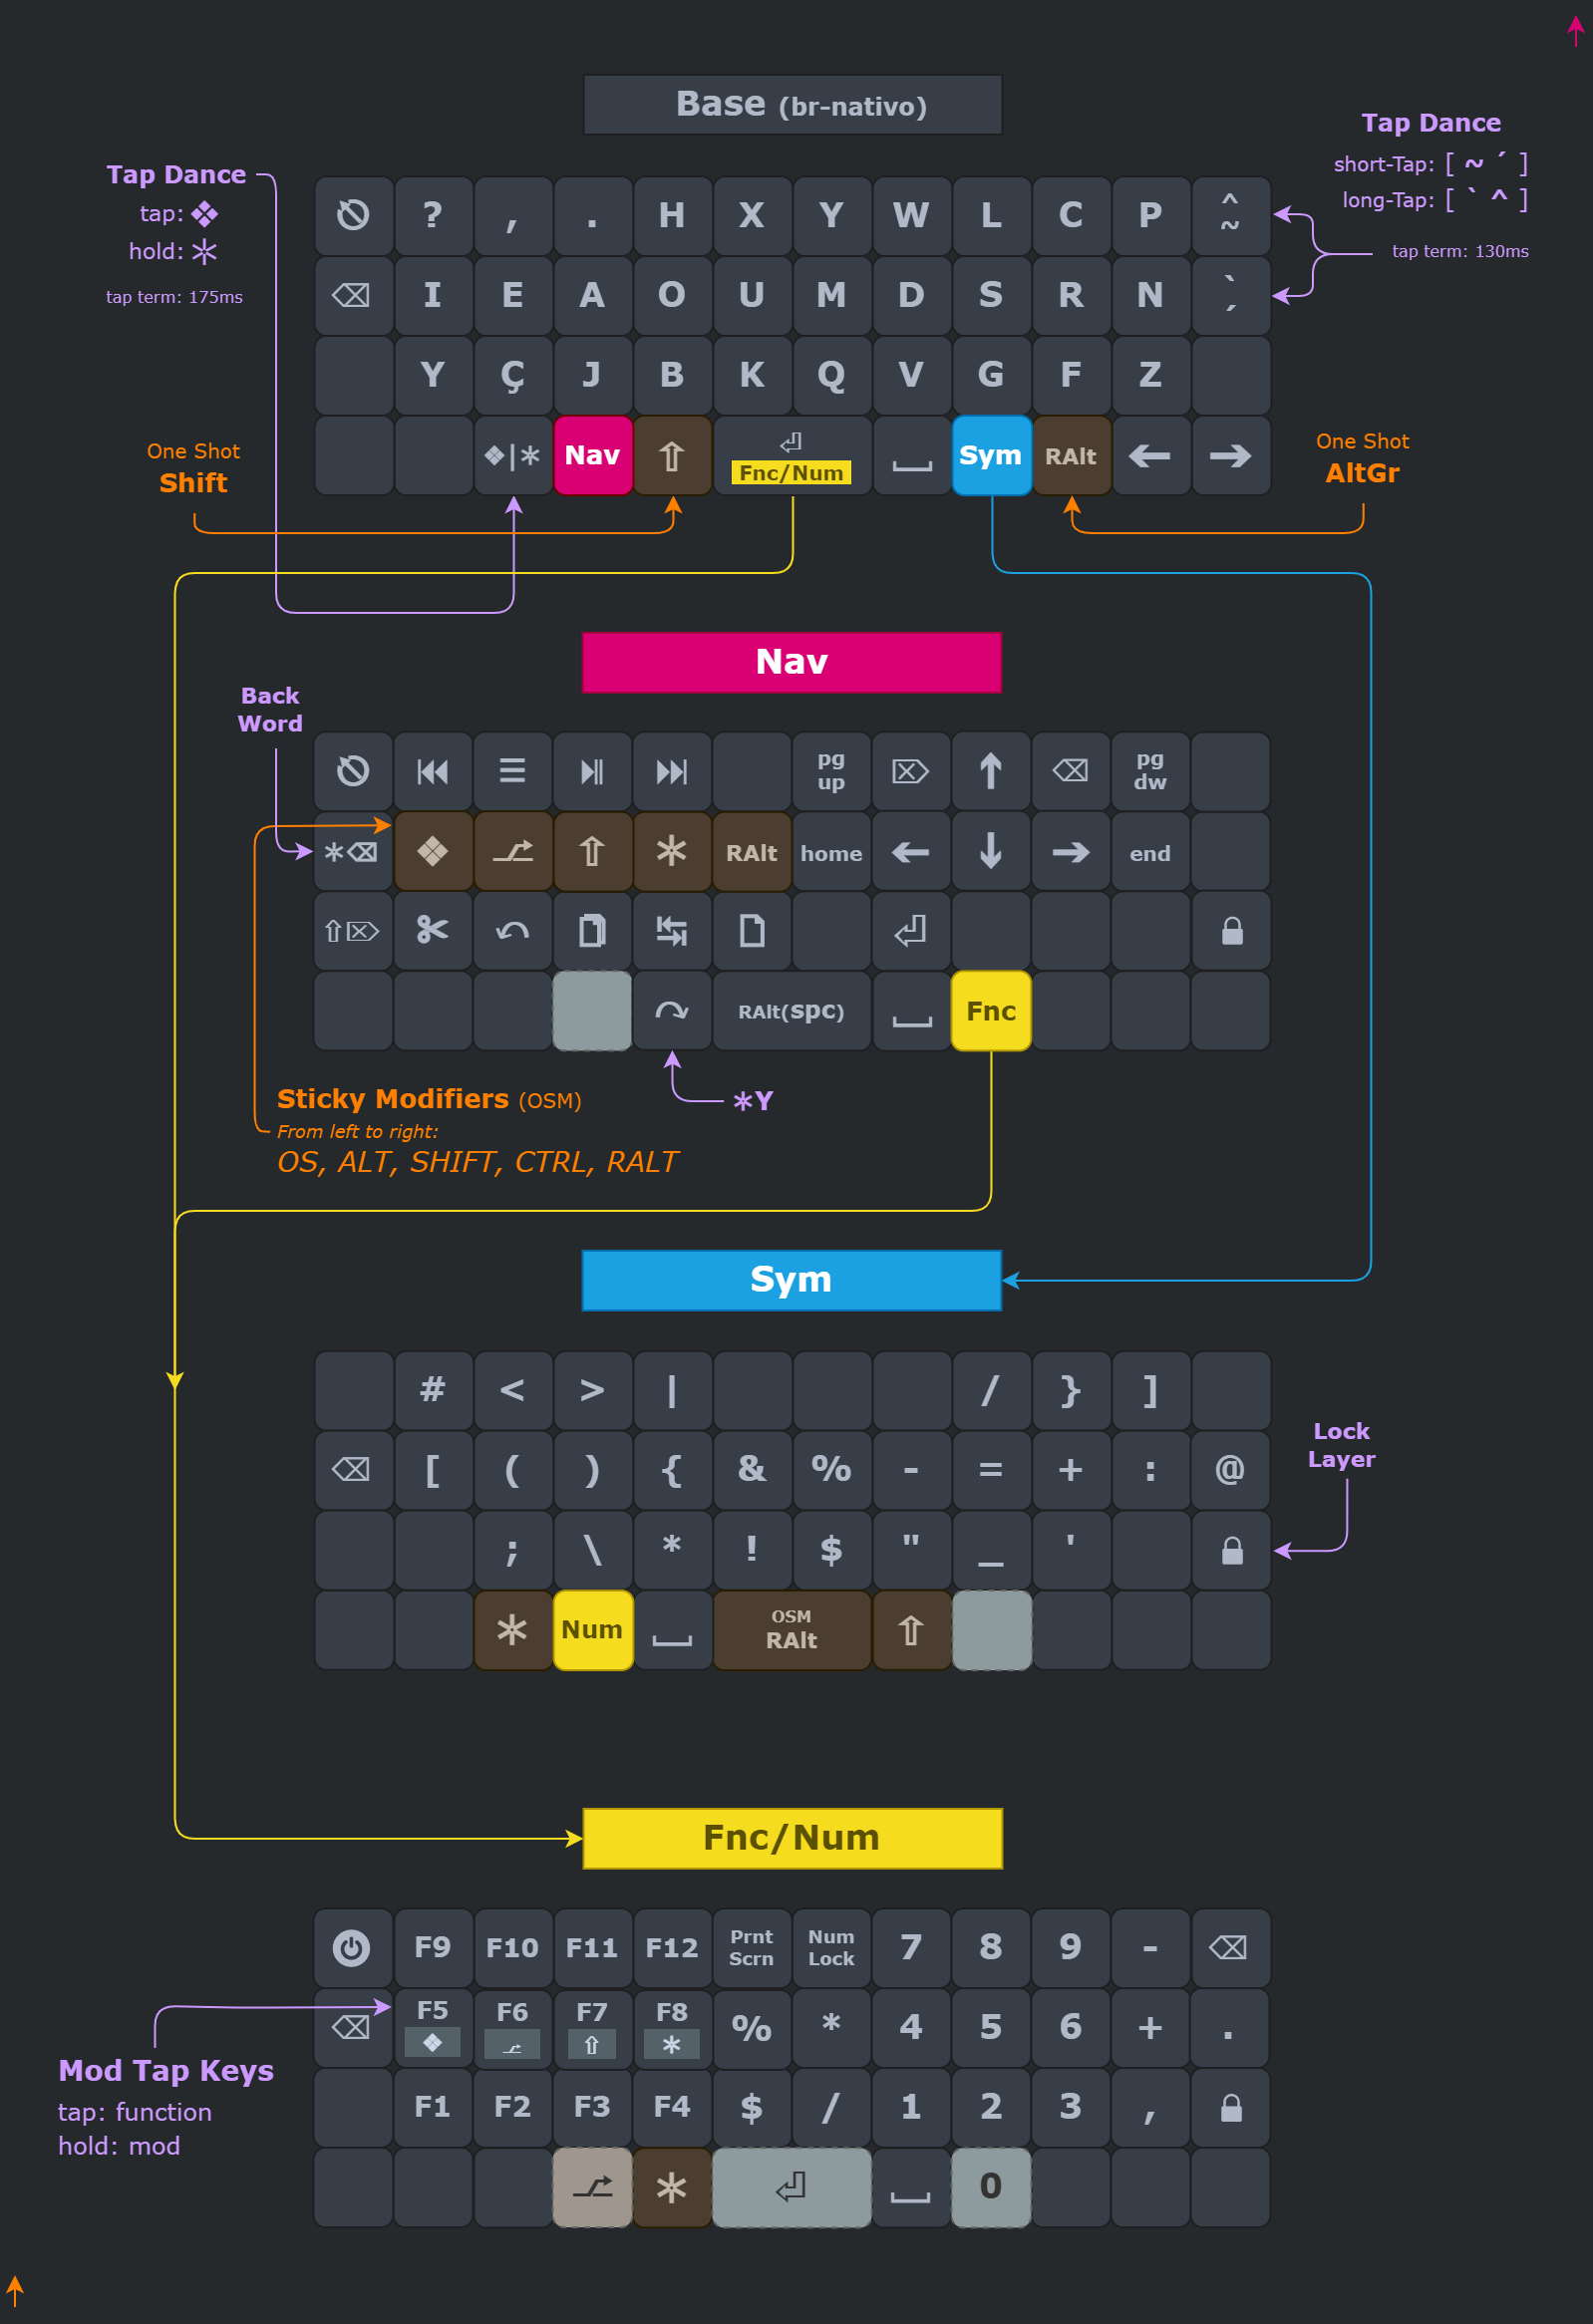 Base (br-nativo)
Tap Dance
short-Tap: [ ~ ´ ]
long-Tap: [ ` ^ ]
tap term: 130ms
Tap Dance
tap: ❖
hold: *
tap term: 175ms
? , . H X Y W L C P ^ ~
⌫ I E A O U M D S R N ` ´
Y Ç J B K Q V G F Z
❖|* Nav ⇧ ⏎ Fnc/Num Sym RAlt ← →
One Shot
Shift
One Shot
AltGr
Nav
Back
Word
pg up ⌦ ↑ ⌫ pg dw
*⌫ ❖ ⇧ * RAlt home ← ↓ → end
⇧⌦
RAlt(spc) Fnc
Sticky Modifiers (OSM)
From left to right:
OS, ALT, SHIFT, CTRL, RALT
*Y
Sym
# < > | / } ]
⌫ [ ( ) { & % - = + : @
; \ * ! $ " _ '
* Num OSM RAlt ⇧
Lock
Layer
Fnc/Num
F9 F10 F11 F12 Prnt Scrn Num Lock 7 8 9 - ⌫
⌫ F5 ❖ F6 F7 ⇧ F8 * % * 4 5 6 + .
F1 F2 F3 F4 $ / 1 2 3 ,
* ⏎ 0
Mod Tap Keys
tap: function
hold: mod